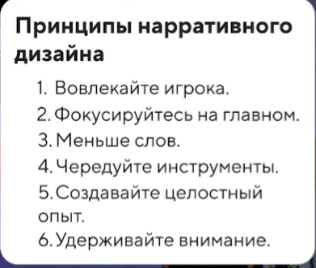 Принципы нарративного
дизайна
1. Вовлекайте игрока.
2. Фокусируйтесь на главном.
3. Меньше слов.
4. Чередуйте инструменты.
5. Создавайте целостный
опыт.
6. Удерживайте внимание.